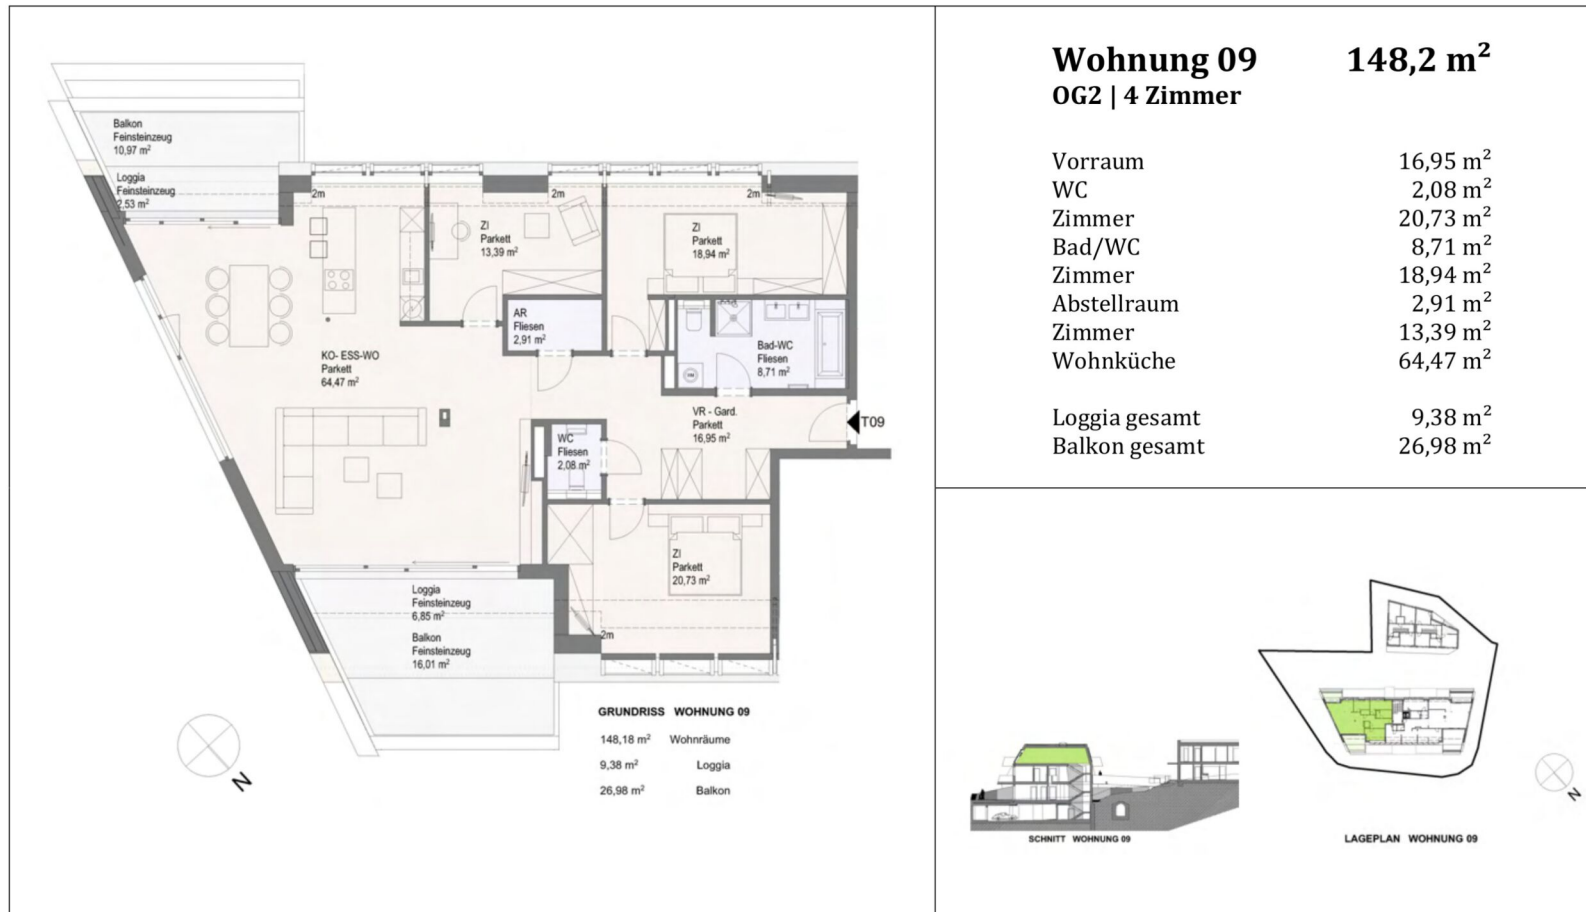 Balkon
Feinsteinzeug
10,97 m²
Loggia
Feinsteinzeug
2,53 m²
2m
2m
2m
ZI
Parkett
13,39 m²
ZI
Parkett
18,94 m²
AR
Fliesen
2,91 m²
KO- ESS-WO
Parkett
64,47 m²
Bad-WC
Fliesen
8,71 m²
VR - Gard.
Parkett
16,95 m²
T09
WC
Fliesen
2,08 m²
ZI
Parkett
20,73 m²
Loggia
Feinsteinzeug
6,85 m²
Balkon
Feinsteinzeug
16,01 m²
2m
N
GRUNDRISS WOHNUNG 09
148,18 m² Wohnräume
9,38 m² Loggia
26,98 m² Balkon
Wohnung 09 148,2 m²
OG2 | 4 Zimmer
Vorraum 16,95 m²
WC 2,08 m²
Zimmer 20,73 m²
Bad/WC 8,71 m²
Zimmer 18,94 m²
Abstellraum 2,91 m²
Zimmer 13,39 m²
Wohnküche 64,47 m²
Loggia gesamt 9,38 m²
Balkon gesamt 26,98 m²
SCHNITT WOHNUNG 09
LAGEPLAN WOHNUNG 09
N